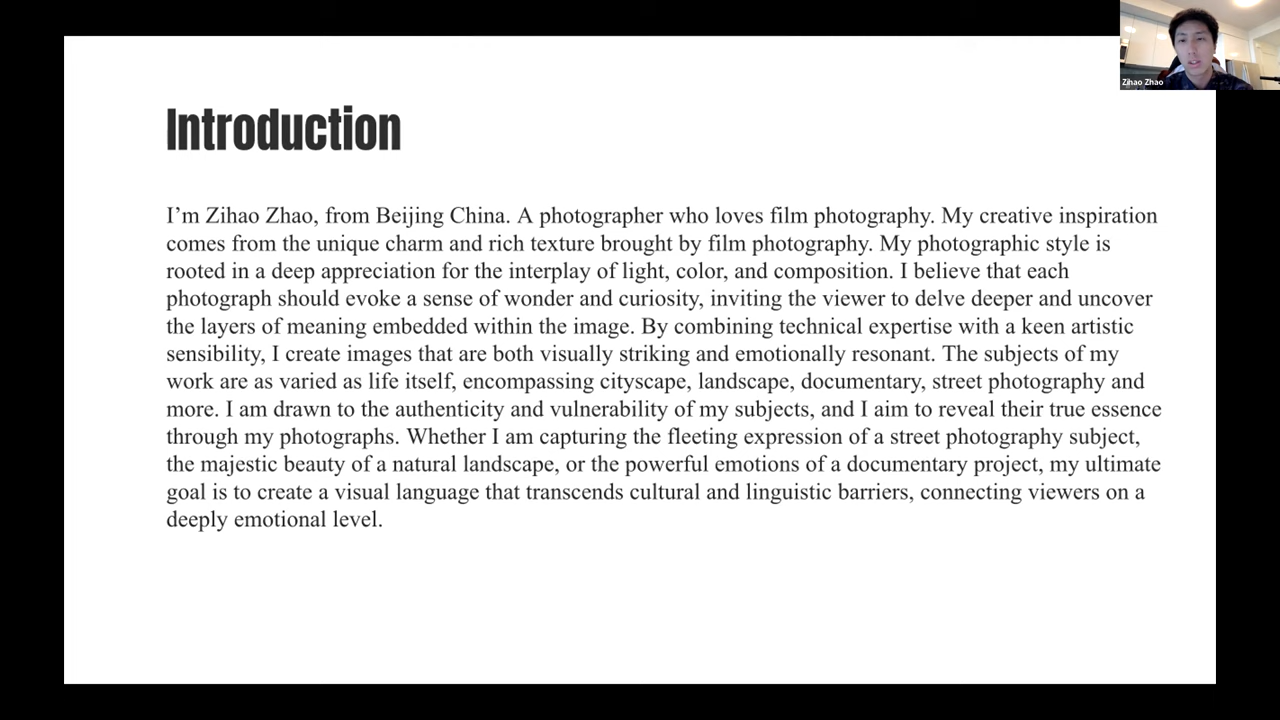 Zihao Zhao
Introduction
I’m Zihao Zhao, from Beijing China. A photographer who loves film photography. My creative inspiration
comes from the unique charm and rich texture brought by film photography. My photographic style is
rooted in a deep appreciation for the interplay of light, color, and composition. I believe that each
photograph should evoke a sense of wonder and curiosity, inviting the viewer to delve deeper and uncover
the layers of meaning embedded within the image. By combining technical expertise with a keen artistic
sensibility, I create images that are both visually striking and emotionally resonant. The subjects of my
work are as varied as life itself, encompassing cityscape, landscape, documentary, street photography and
more. I am drawn to the authenticity and vulnerability of my subjects, and I aim to reveal their true essence
through my photographs. Whether I am capturing the fleeting expression of a street photography subject,
the majestic beauty of a natural landscape, or the powerful emotions of a documentary project, my ultimate
goal is to create a visual language that transcends cultural and linguistic barriers, connecting viewers on a
deeply emotional level.